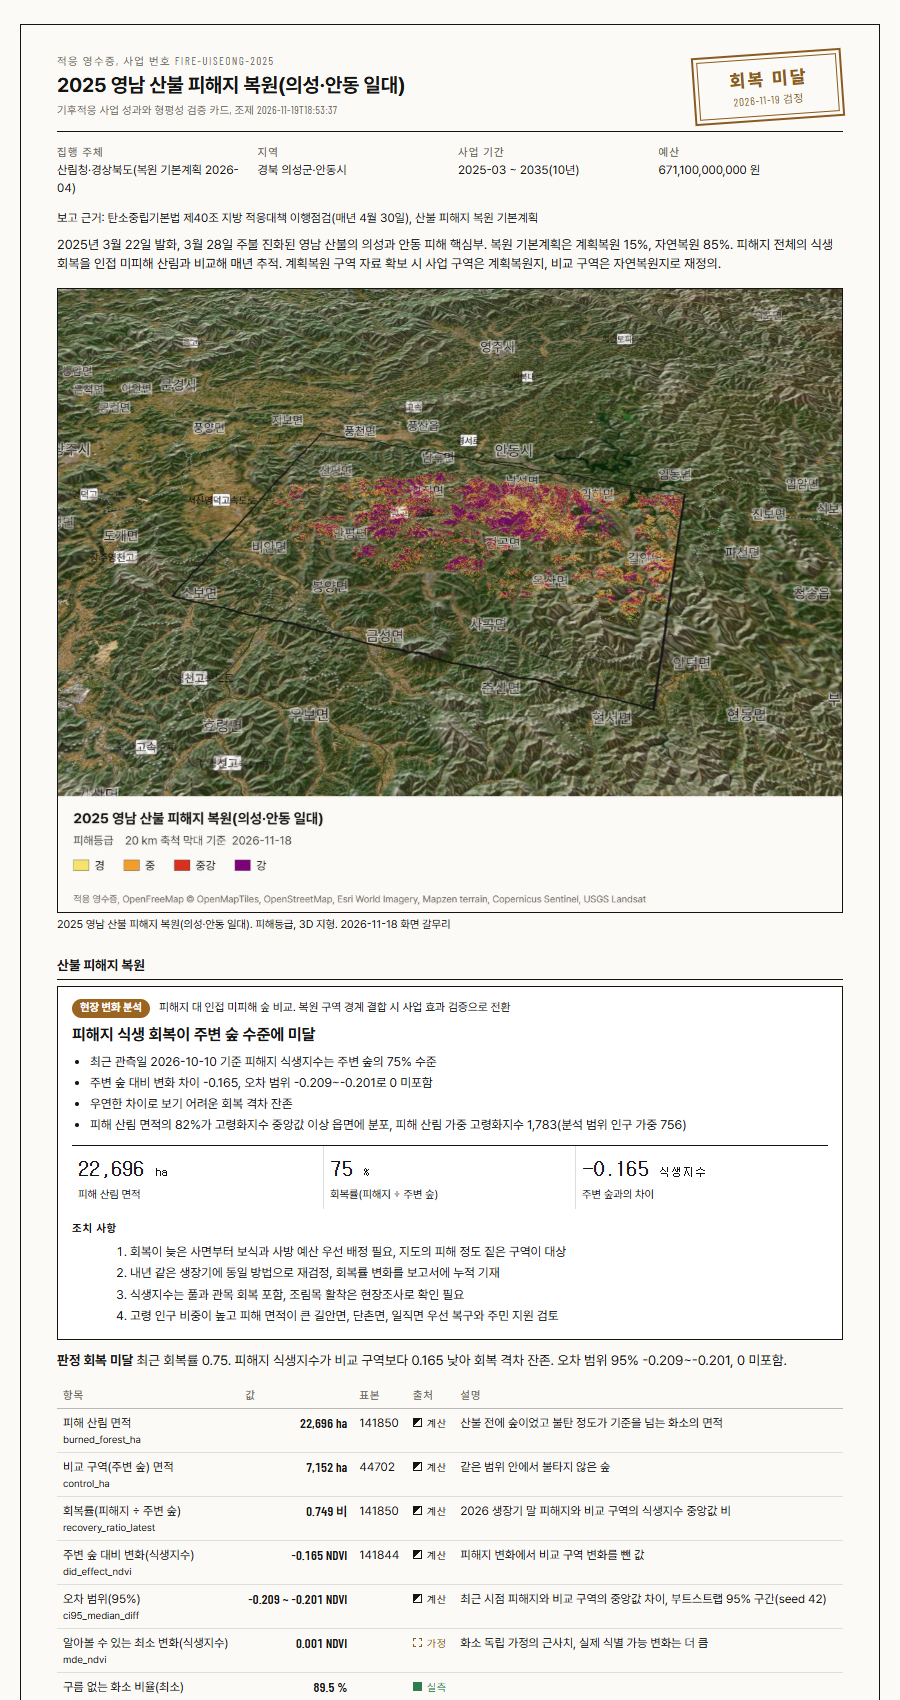 적응 영수증, 사업 번호 FIRE-UISEONG-2025
2025 영남 산불 피해지 복원(의성·안동 일대)
기후적응 사업 성과와 형평성 검증 카드, 조제 2026-11-19T18:53:37
회복 미달
2026-11-19 검정
집행 주체
지역
사업 기간
예산
산림청·경상북도(복원 기본계획 2026-04)
경북 의성군·안동시
2025-03 ~ 2035(10년)
671,100,000,000 원
보고 근거: 탄소중립기본법 제40조 지방 적응대책 이행점검(매년 4월 30일), 산불 피해지 복원 기본계획
2025년 3월 22일 발화, 3월 28일 주불 진화된 영남 산불의 의성과 안동 피해 핵심부. 복원 기본계획은 계획복원 15%, 자연복원 85%. 피해지 전체의 식생
회복을 인접 미피해 산림과 비교해 매년 추적. 계획복원 구역 자료 확보 시 사업 구역은 계획복원지, 비교 구역은 자연복원지로 재정의.
영주시
문경시
지보면
풍양면
풍천면
풍산읍
안동시
임동면
입암면
진보면
도개면
비안면
안평면
점곡면
길안면
파천면
옥산면
청송읍
봉양면
신보면
사곡면
금성면
안덕면
춘산면
현서면
현동면
우보면
효령면
2025 영남 산불 피해지 복원(의성·안동 일대)
피해등급 20 km 축척 막대 기준 2026-11-18
경 중 중강 강
적응 영수증, OpenFreeMap © OpenMapTiles, OpenStreetMap, Esri World Imagery, Mapzen terrain, Copernicus Sentinel, USGS Landsat
2025 영남 산불 피해지 복원(의성·안동 일대). 피해등급, 3D 지형. 2026-11-18 화면 갈무리
산불 피해지 복원
현장 변화 분석 피해지 대 인접 미피해 숲 비교. 복원 구역 경계 결합 시 사업 효과 검증으로 전환
피해지 식생 회복이 주변 숲 수준에 미달
• 최근 관측일 2026-10-10 기준 피해지 식생지수는 주변 숲의 75% 수준
• 주변 숲 대비 변화 차이 -0.165, 오차 범위 -0.209~-0.201로 0 미포함
• 우연한 차이로 보기 어려운 회복 격차 잔존
• 피해 산림 면적의 82%가 고령화지수 중앙값 이상 읍면에 분포, 피해 산림 가중 고령화지수 1,783(분석 범위 인구 가중 756)
22,696 ha
75 %
-0.165 식생지수
피해 산림 면적
회복률(피해지 ÷ 주변 숲)
주변 숲과의 차이
조치 사항
1. 회복이 늦은 사면부터 보식과 사방 예산 우선 배정 필요, 지도의 피해 정도 짙은 구역이 대상
2. 내년 같은 생장기에 동일 방법으로 재검정, 회복률 변화를 보고서에 누적 기재
3. 식생지수는 풀과 관목 회복 포함, 조림목 활착은 현장조사로 확인 필요
4. 고령 인구 비중이 높고 피해 면적이 큰 길안면, 단촌면, 일직면 우선 복구와 주민 지원 검토
판정 회복 미달 최근 회복률 0.75. 피해지 식생지수가 비교 구역보다 0.165 낮아 회복 격차 잔존. 오차 범위 95% -0.209~-0.201, 0 미포함.
항목 값 표본 출처 설명
피해 산림 면적 22,696 ha 141850 계산 산불 전에 숲이었고 불탄 정도가 기준을 넘는 화소의 면적
burned_forest_ha
비교 구역(주변 숲) 면적 7,152 ha 44702 계산 같은 범위 안에서 불타지 않은 숲
control_ha
회복률(피해지 ÷ 주변 숲) 0.749 비 141850 계산 2026 생장기 말 피해지와 비교 구역의 식생지수 중앙값 비
recovery_ratio_latest
주변 숲 대비 변화(식생지수) -0.165 NDVI 141844 계산 피해지 변화에서 비교 구역 변화를 뺀 값
did_effect_ndvi
오차 범위(95%) -0.209 ~ -0.201 NDVI 계산 최근 시점 피해지와 비교 구역의 중앙값 차이, 부트스트랩 95% 구간(seed 42)
ci95_median_diff
알아볼 수 있는 최소 변화(식생지수) 0.001 NDVI 가정 화소 독립 가정의 근사치, 실제 식별 가능 변화는 더 큼
mde_ndvi
구름 없는 화소 비율(최소) 89.5 % 실측